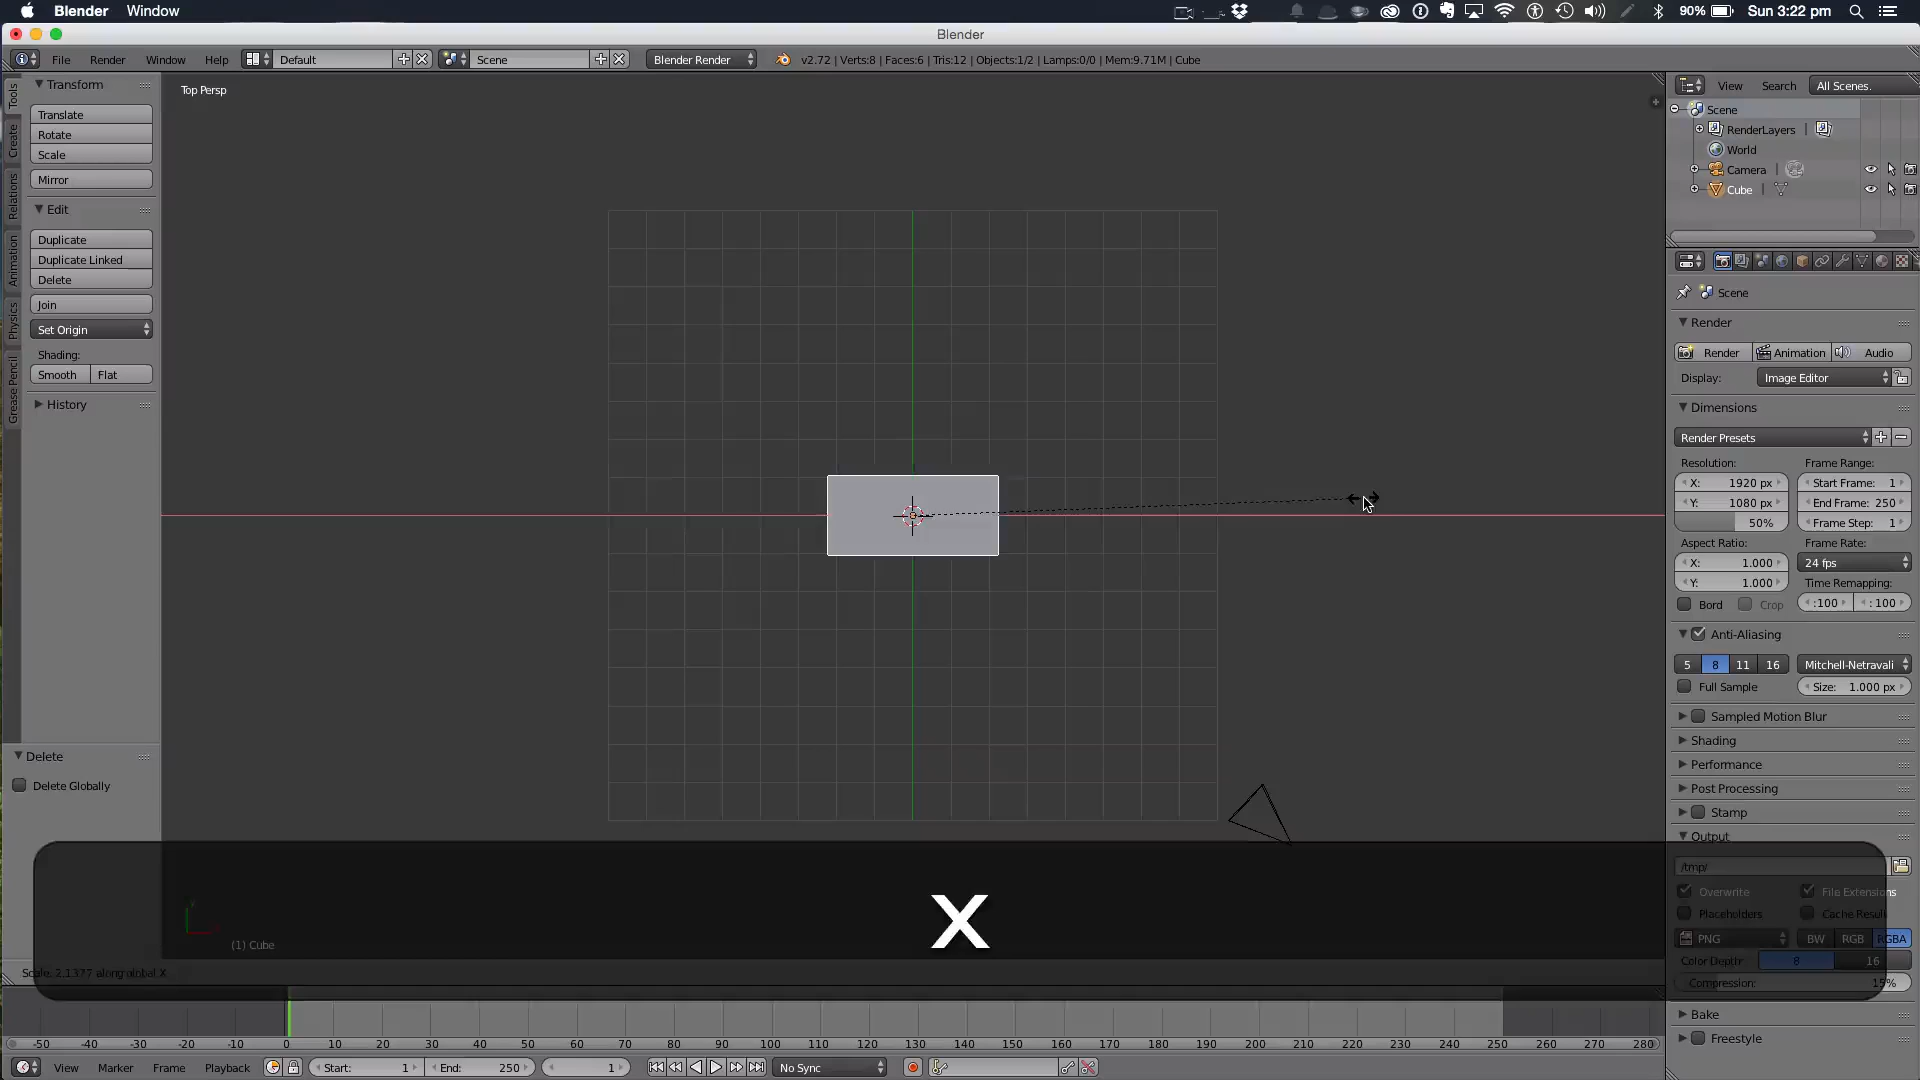 Blender Window 90% Sun 3:22 pm
Blender
File Render Window Help Default Scene Blender Render v2.72 | Verts:8 | Faces:6 | Tris:12 | Objects:1/2 | Lamps:0/0 | Mem:9.71M | Cube
Tools
Create
Relations
Animation
Physics
Grease Pencil
Transform
Translate
Rotate
Scale
Mirror
Edit
Duplicate
Duplicate Linked
Delete
Join
Set Origin
Shading:
Smooth Flat
History
Delete
Delete Globally
Top Persp
(1) Cube
Scale: 2.1377 along global X
X
View Search All Scenes
Scene
RenderLayers
World
Camera
Cube
Scene
Render
Render Animation Audio
Display: Image Editor
Dimensions
Render Presets
Resolution: Frame Range:
X: 1920 px Start Frame: 1
Y: 1080 px End Frame: 250
50% Frame Step: 1
Aspect Ratio: Frame Rate:
X: 1.000 24 fps
Y: 1.000 Time Remapping:
Bord Crop :100 : 100
Anti-Aliasing
5 8 11 16 Mitchell-Netravali
Full Sample Size: 1.000 px
Sampled Motion Blur
Shading
Performance
Post Processing
Stamp
Output
/tmp/
Overwrite File Extensions
Placeholders Cache Result
PNG BW RGB RGBA
Color Depth: 8 16
Compression: 15%
Bake
Freestyle
-50 -40 -30 -20 -10 0 10 20 30 40 50 60 70 80 90 100 110 120 130 140 150 160 170 180 190 200 210 220 230 240 250 260 270 280
View Marker Frame Playback Start: 1 End: 250 1 No Sync